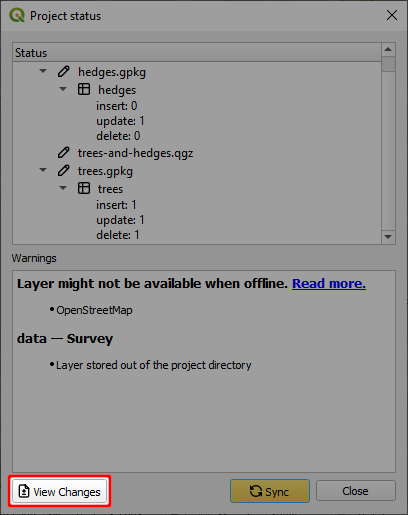 Project status
Status
hedges.gpkg
hedges
insert: 0
update: 1
delete: 0
trees-and-hedges.qgz
trees.gpkg
trees
insert: 1
update: 1
delete: 1
Warnings
Layer might not be available when offline. Read more.
• OpenStreetMap
data — Survey
• Layer stored out of the project directory
View Changes Sync Close